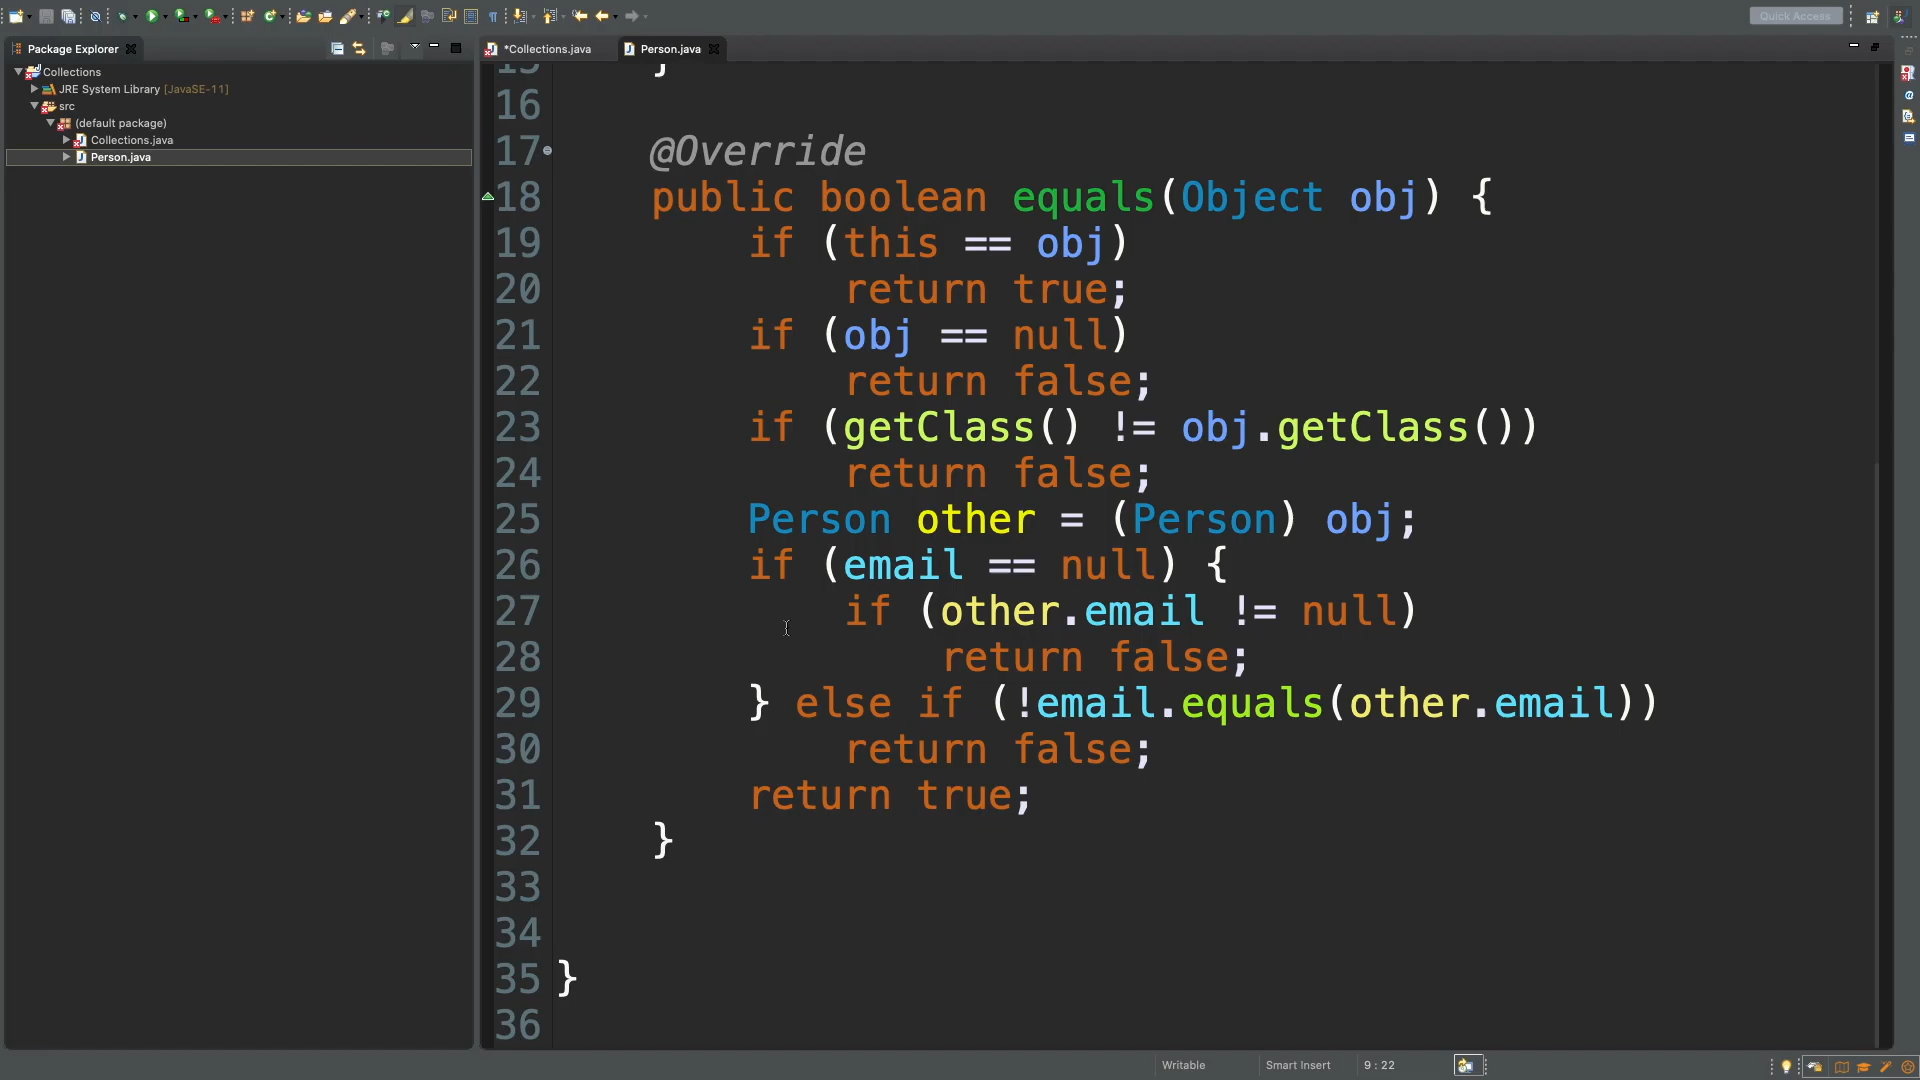 Quick Access
Package Explorer
*Collections.java
Person.java
Collections
JRE System Library [JavaSE-11]
src
(default package)
Collections.java
Person.java
15 }
16
17 @Override
18 public boolean equals(Object obj) {
19 if (this == obj)
20 return true;
21 if (obj == null)
22 return false;
23 if (getClass() != obj.getClass())
24 return false;
25 Person other = (Person) obj;
26 if (email == null) {
27 if (other.email != null)
28 return false;
29 } else if (!email.equals(other.email))
30 return false;
31 return true;
32 }
33
34
35 }
36
Writable
Smart Insert
9 : 22